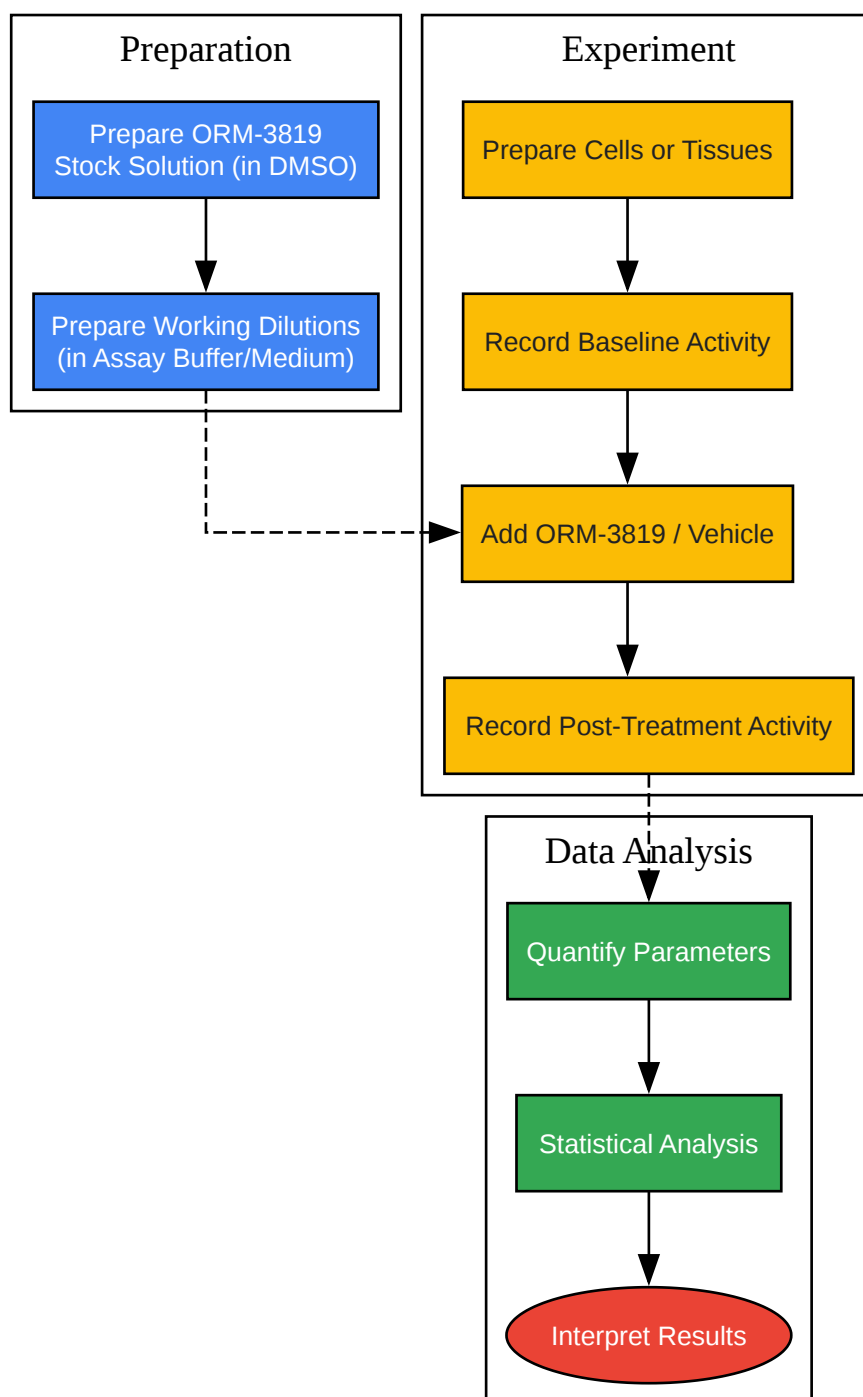 Preparation
Prepare ORM-3819
Stock Solution (in DMSO)
Prepare Working Dilutions
(in Assay Buffer/Medium)
Experiment
Prepare Cells or Tissues
Record Baseline Activity
Add ORM-3819 / Vehicle
Record Post-Treatment Activity
Data Analysis
Quantify Parameters
Statistical Analysis
Interpret Results